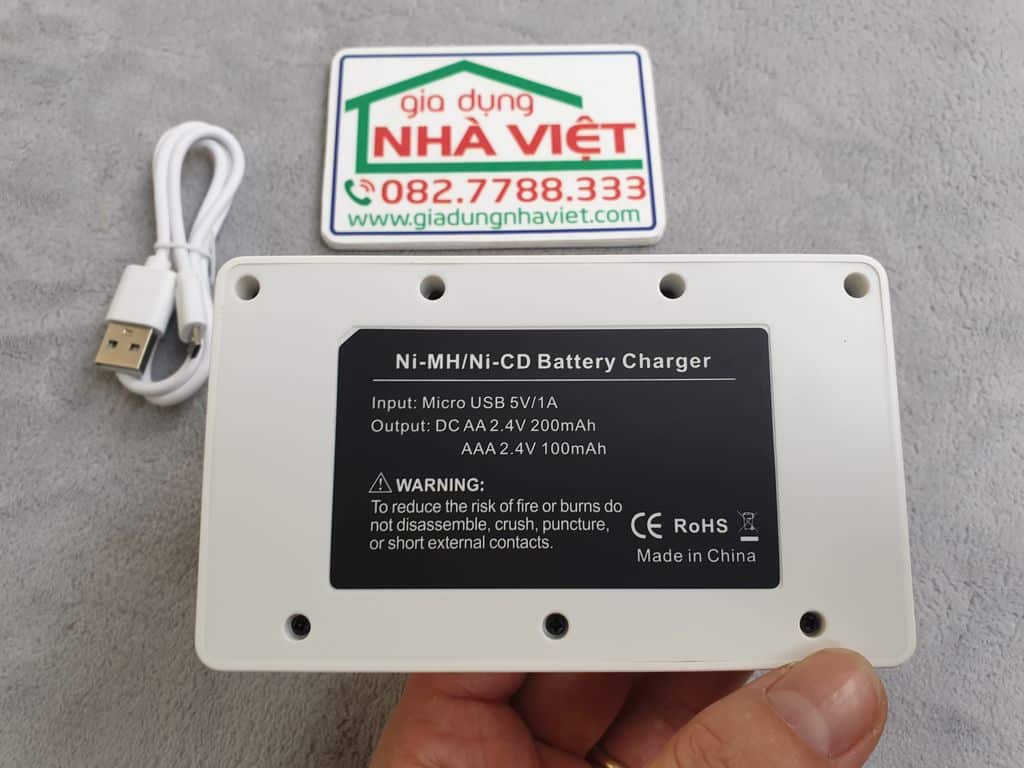 gia dụng
NHÀ VIỆT
082.7788.333
www.giadungnhaviet.com
Ni-MH/Ni-CD Battery Charger
Input: Micro USB 5V/1A
Output: DC AA 2.4V 200mAh
AAA 2.4V 100mAh
WARNING:
To reduce the risk of fire or burns do
not disassemble, crush, puncture,
or short external contacts.
CE RoHS
Made in China